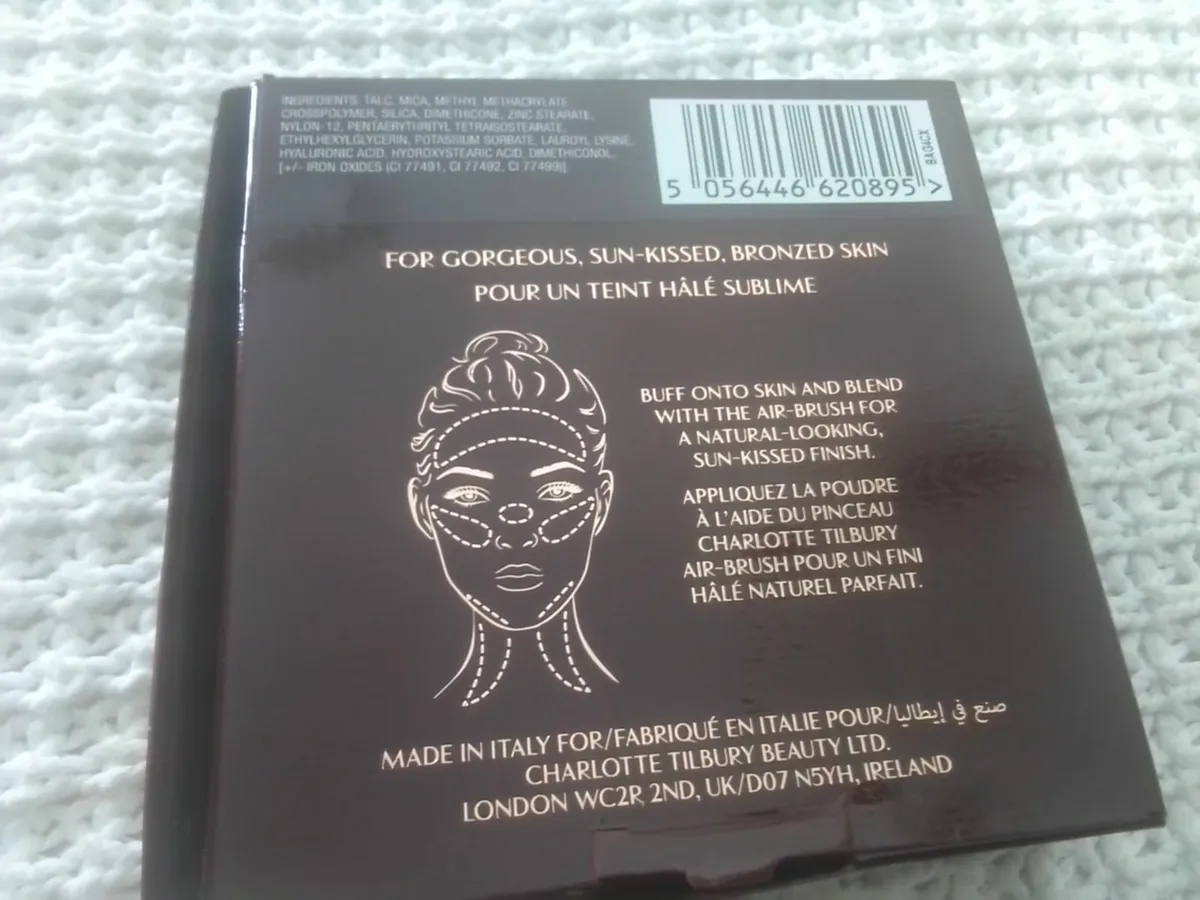 INGREDIENTS: TALC, MICA, METHYL METHACRYLATE
CROSSPOLYMER, SILICA, DIMETHICONE, ZINC STEARATE,
NYLON-12, PENTAERYTHRITYL TETRAISOSTEARATE,
ETHYLHEXYLGLYCERIN, POTASSIUM SORBATE, LAUROYL LYSINE,
HYALURONIC ACID, HYDROXYSTEARIC ACID, DIMETHICONOL,
[+/- IRON OXIDES (CI 77491, CI 77492, CI 77499)].
BAG4CX
5 056446 620895 >
FOR GORGEOUS, SUN-KISSED, BRONZED SKIN
POUR UN TEINT HÂLÉ SUBLIME
BUFF ONTO SKIN AND BLEND
WITH THE AIR-BRUSH FOR
A NATURAL-LOOKING,
SUN-KISSED FINISH.
APPLIQUEZ LA POUDRE
À L'AIDE DU PINCEAU
CHARLOTTE TILBURY
AIR-BRUSH POUR UN FINI
HÂLÉ NATUREL PARFAIT.
MADE IN ITALY FOR/FABRIQUÉ EN ITALIE POUR/صنع في إيطاليا
CHARLOTTE TILBURY BEAUTY LTD.
LONDON WC2R 2ND, UK/D07 N5YH, IRELAND